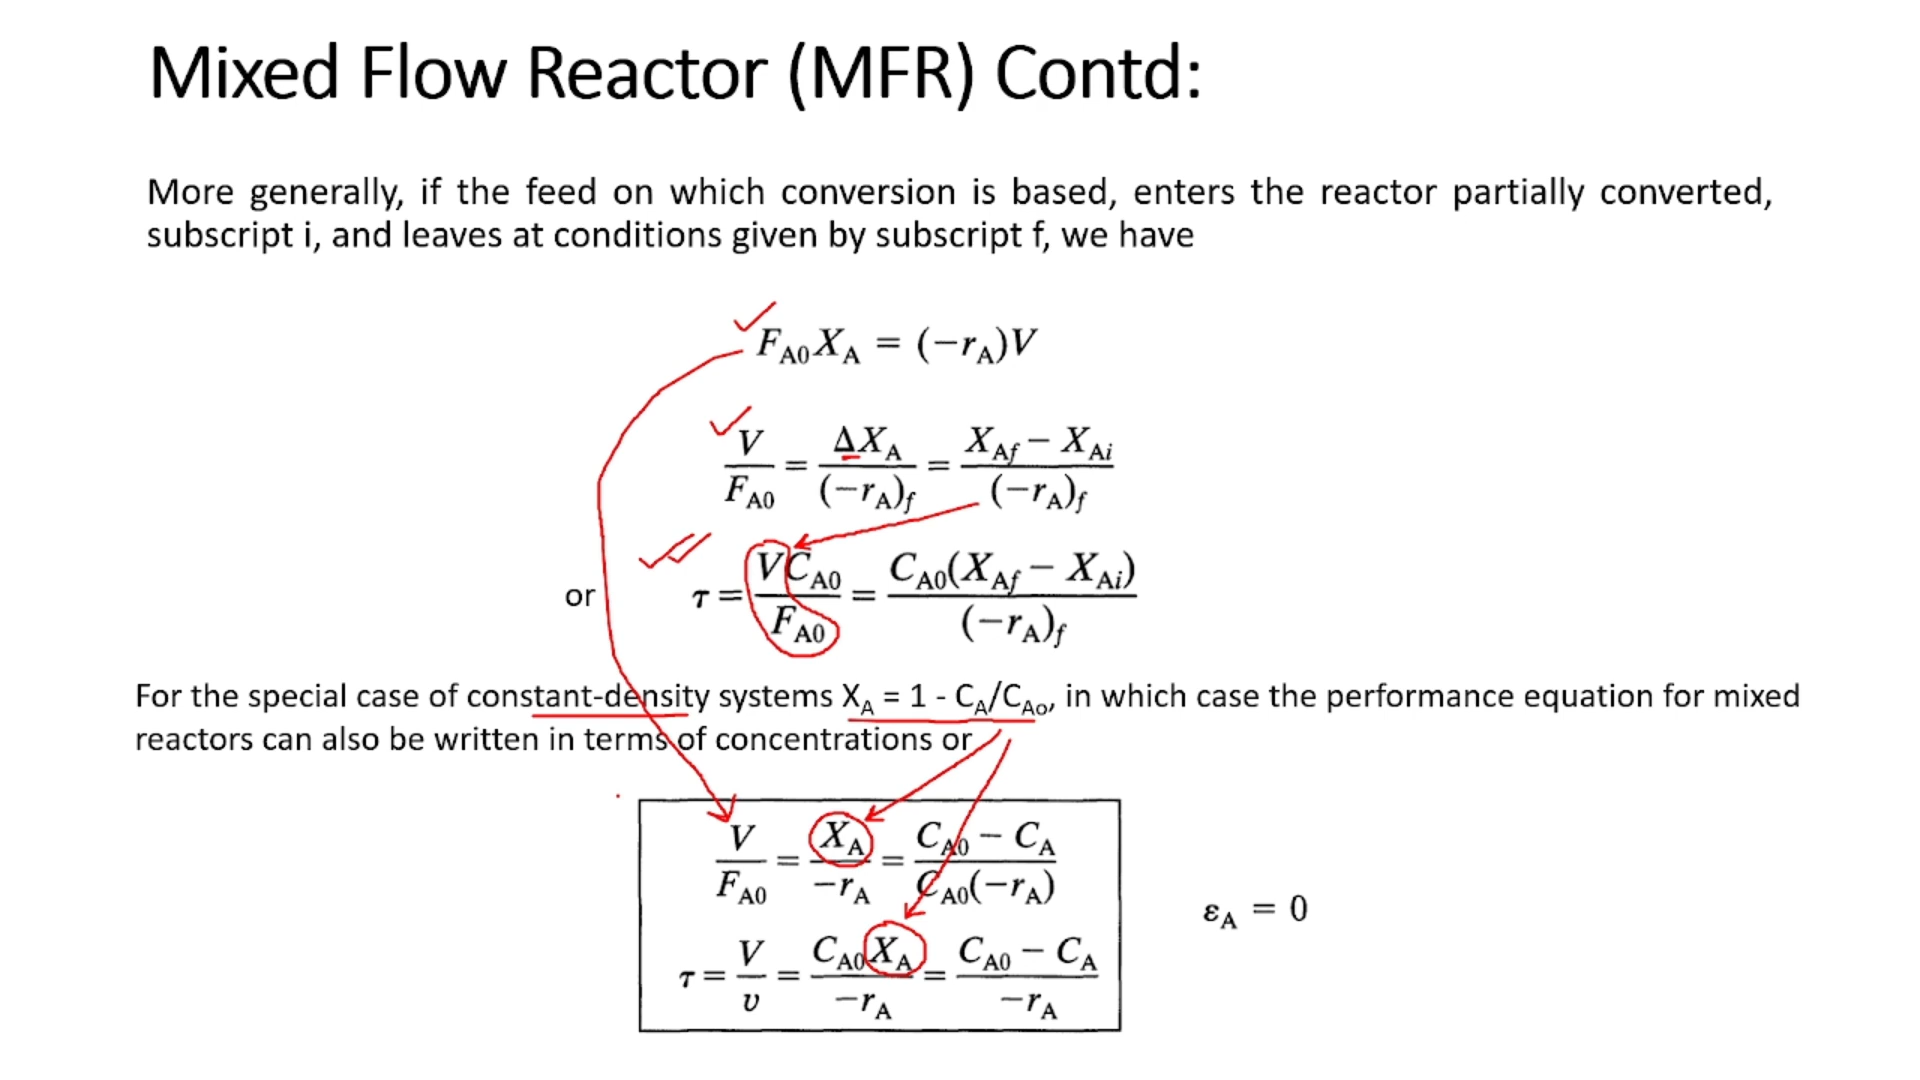 Mixed Flow Reactor (MFR) Contd:
More generally, if the feed on which conversion is based, enters the reactor partially converted,
subscript i, and leaves at conditions given by subscript f, we have
F_A0 X_A = (−r_A)V
V/F_A0 = ΔX_A/(−r_A)_f = (X_Af − X_Ai)/(−r_A)_f
or τ = VC_A0/F_A0 = C_A0(X_Af − X_Ai)/(−r_A)_f
For the special case of constant-density systems X_A = 1 - C_A/C_Ao, in which case the performance equation for mixed
reactors can also be written in terms of concentrations or
V/F_A0 = X_A/−r_A = (C_A0 − C_A)/C_A0(−r_A)
ε_A = 0
τ = V/υ = C_A0 X_A/−r_A = (C_A0 − C_A)/−r_A